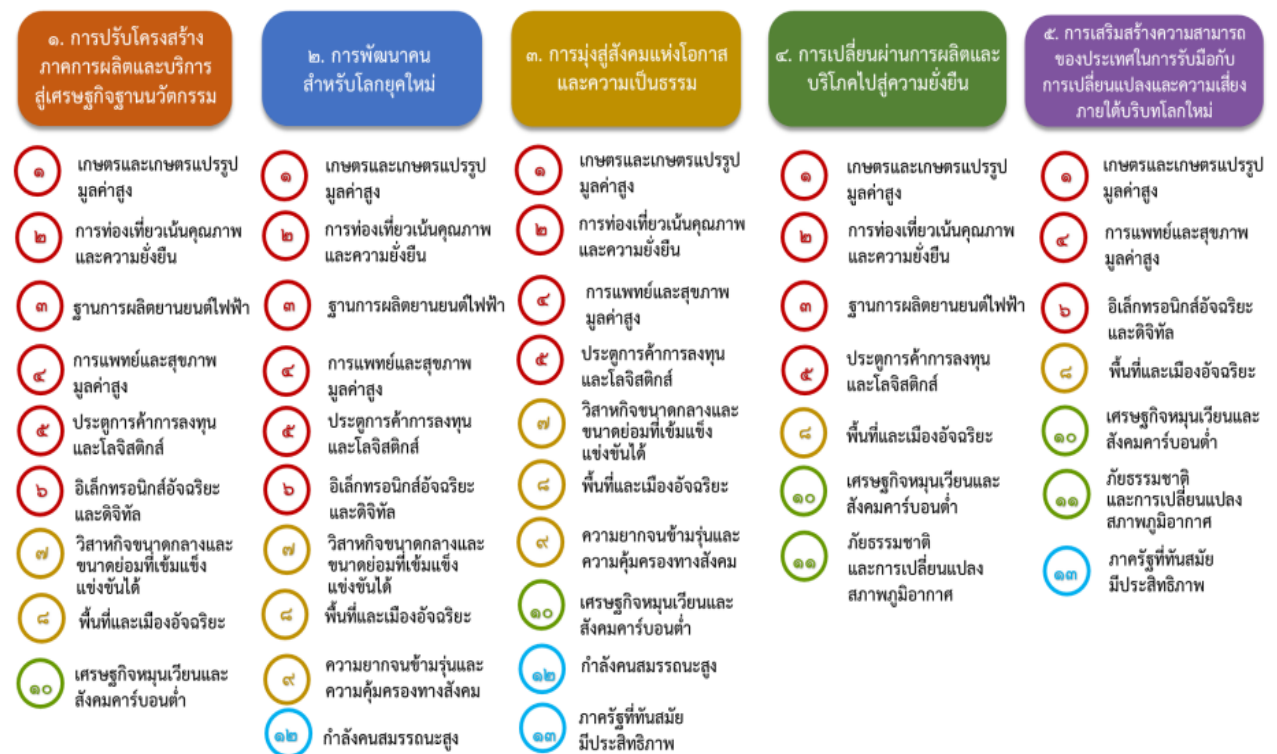 ๑. การปรับโครงสร้าง
ภาคการผลิตและบริการ
สู่เศรษฐกิจฐานนวัตกรรม
๑
เกษตรและเกษตรแปรรูป
มูลค่าสูง
๒
การท่องเที่ยวเน้นคุณภาพ
และความยั่งยืน
๓
ฐานการผลิตยานยนต์ไฟฟ้า
๔
การแพทย์และสุขภาพ
มูลค่าสูง
๕
ประตูการค้าการลงทุน
และโลจิสติกส์
๖
อิเล็กทรอนิกส์อัจฉริยะ
และดิจิทัล
๗
วิสาหกิจขนาดกลางและ
ขนาดย่อมที่เข้มแข็ง
แข่งขันได้
๘
พื้นที่และเมืองอัจฉริยะ
๑๐
เศรษฐกิจหมุนเวียนและ
สังคมคาร์บอนต่ำ
๒. การพัฒนาคน
สำหรับโลกยุคใหม่
๑
เกษตรและเกษตรแปรรูป
มูลค่าสูง
๒
การท่องเที่ยวเน้นคุณภาพ
และความยั่งยืน
๓
ฐานการผลิตยานยนต์ไฟฟ้า
๔
การแพทย์และสุขภาพ
มูลค่าสูง
๕
ประตูการค้าการลงทุน
และโลจิสติกส์
๖
อิเล็กทรอนิกส์อัจฉริยะ
และดิจิทัล
๗
วิสาหกิจขนาดกลางและ
ขนาดย่อมที่เข้มแข็ง
แข่งขันได้
๘
พื้นที่และเมืองอัจฉริยะ
๙
ความยากจนข้ามรุ่นและ
ความคุ้มครองทางสังคม
๑๒
กำลังคนสมรรถนะสูง
๓. การมุ่งสู่สังคมแห่งโอกาส
และความเป็นธรรม
๑
เกษตรและเกษตรแปรรูป
มูลค่าสูง
๒
การท่องเที่ยวเน้นคุณภาพ
และความยั่งยืน
๔
การแพทย์และสุขภาพ
มูลค่าสูง
๕
ประตูการค้าการลงทุน
และโลจิสติกส์
๗
วิสาหกิจขนาดกลางและ
ขนาดย่อมที่เข้มแข็ง
แข่งขันได้
๘
พื้นที่และเมืองอัจฉริยะ
๙
ความยากจนข้ามรุ่นและ
ความคุ้มครองทางสังคม
๑๐
เศรษฐกิจหมุนเวียนและ
สังคมคาร์บอนต่ำ
๑๒
กำลังคนสมรรถนะสูง
๑๓
ภาครัฐที่ทันสมัย
มีประสิทธิภาพ
๔. การเปลี่ยนผ่านการผลิตและ
บริโภคไปสู่ความยั่งยืน
๑
เกษตรและเกษตรแปรรูป
มูลค่าสูง
๒
การท่องเที่ยวเน้นคุณภาพ
และความยั่งยืน
๓
ฐานการผลิตยานยนต์ไฟฟ้า
๕
ประตูการค้าการลงทุน
และโลจิสติกส์
๘
พื้นที่และเมืองอัจฉริยะ
๑๐
เศรษฐกิจหมุนเวียนและ
สังคมคาร์บอนต่ำ
๑๑
ภัยธรรมชาติ
และการเปลี่ยนแปลง
สภาพภูมิอากาศ
๕. การเสริมสร้างความสามารถ
ของประเทศในการรับมือกับ
การเปลี่ยนแปลงและความเสี่ยง
ภายใต้บริบทโลกใหม่
๑
เกษตรและเกษตรแปรรูป
มูลค่าสูง
๔
การแพทย์และสุขภาพ
มูลค่าสูง
๖
อิเล็กทรอนิกส์อัจฉริยะ
และดิจิทัล
๘
พื้นที่และเมืองอัจฉริยะ
๑๐
เศรษฐกิจหมุนเวียนและ
สังคมคาร์บอนต่ำ
๑๑
ภัยธรรมชาติ
และการเปลี่ยนแปลง
สภาพภูมิอากาศ
๑๓
ภาครัฐที่ทันสมัย
มีประสิทธิภาพ